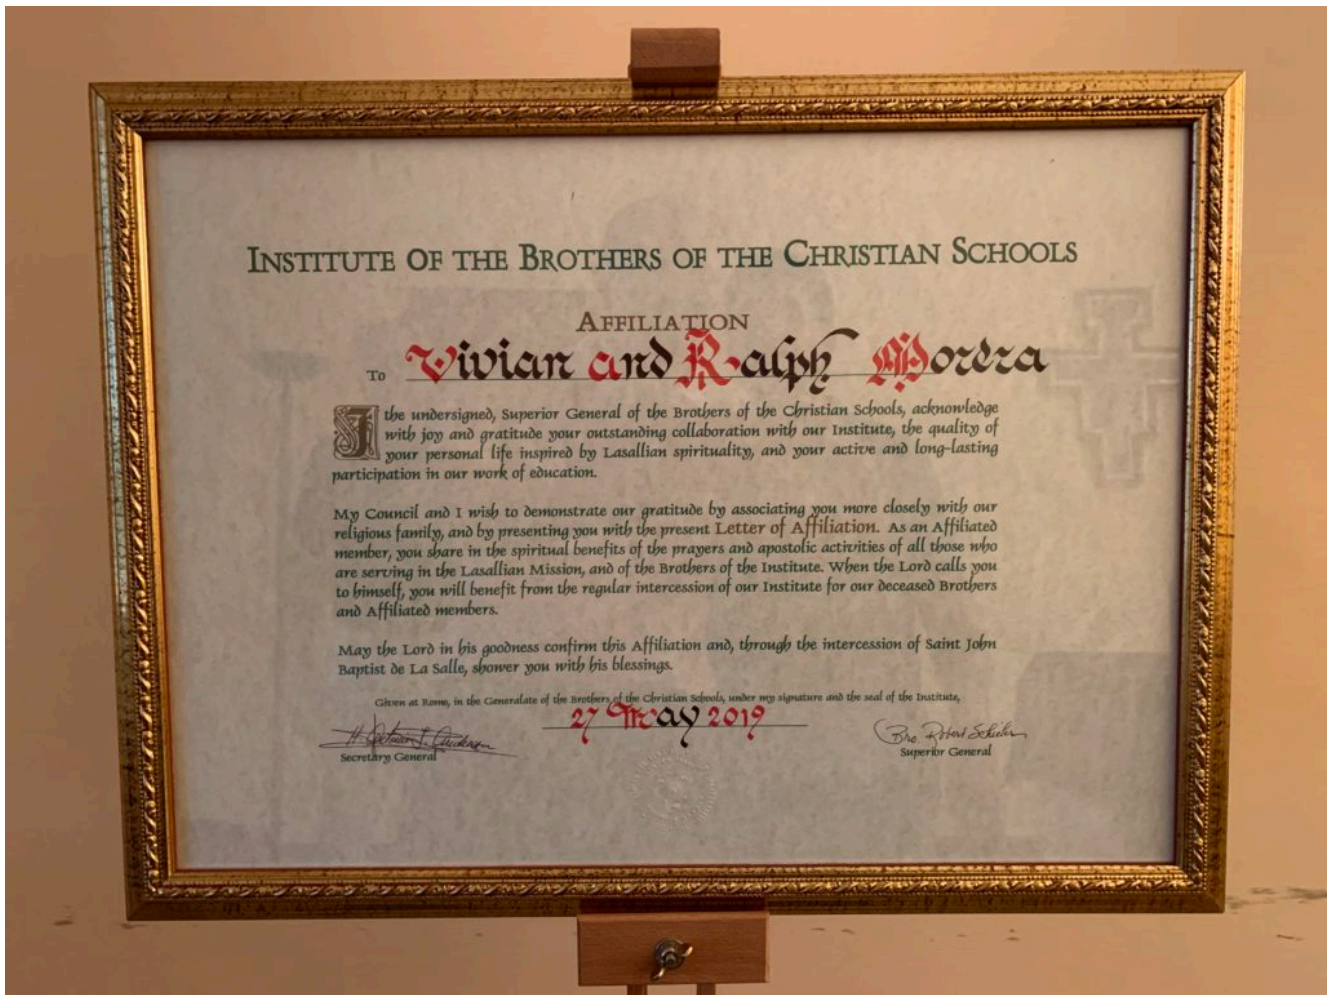 INSTITUTE OF THE BROTHERS OF THE CHRISTIAN SCHOOLS
AFFILIATION
To Vivian and Ralph Morera
I the undersigned, Superior General of the Brothers of the Christian Schools, acknowledge
with joy and gratitude your outstanding collaboration with our Institute, the quality of
your personal life inspired by Lasallian spirituality, and your active and long-lasting
participation in our work of education.
My Council and I wish to demonstrate our gratitude by associating you more closely with our
religious family, and by presenting you with the present Letter of Affiliation. As an Affiliated
member, you share in the spiritual benefits of the prayers and apostolic activities of all those who
are serving in the Lasallian Mission, and of the Brothers of the Institute. When the Lord calls you
to himself, you will benefit from the regular intercession of our Institute for our deceased Brothers
and Affiliated members.
May the Lord in his goodness confirm this Affiliation and, through the intercession of Saint John
Baptist de La Salle, shower you with his blessings.
Given at Rome, in the Generalate of the Brothers of the Christian Schools, under my signature and the seal of the Institute,
27 May 2019
Bro. Robert Schieler
Secretary General
Superior General